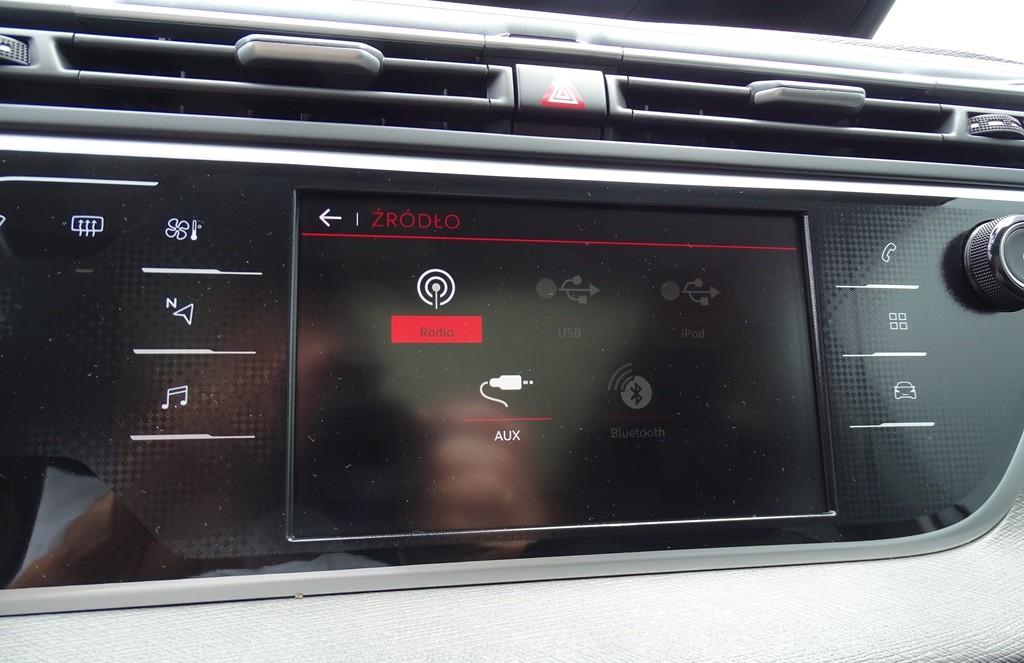 ŹRÓDŁO
Radio
USB
iPod
AUX
Bluetooth
N